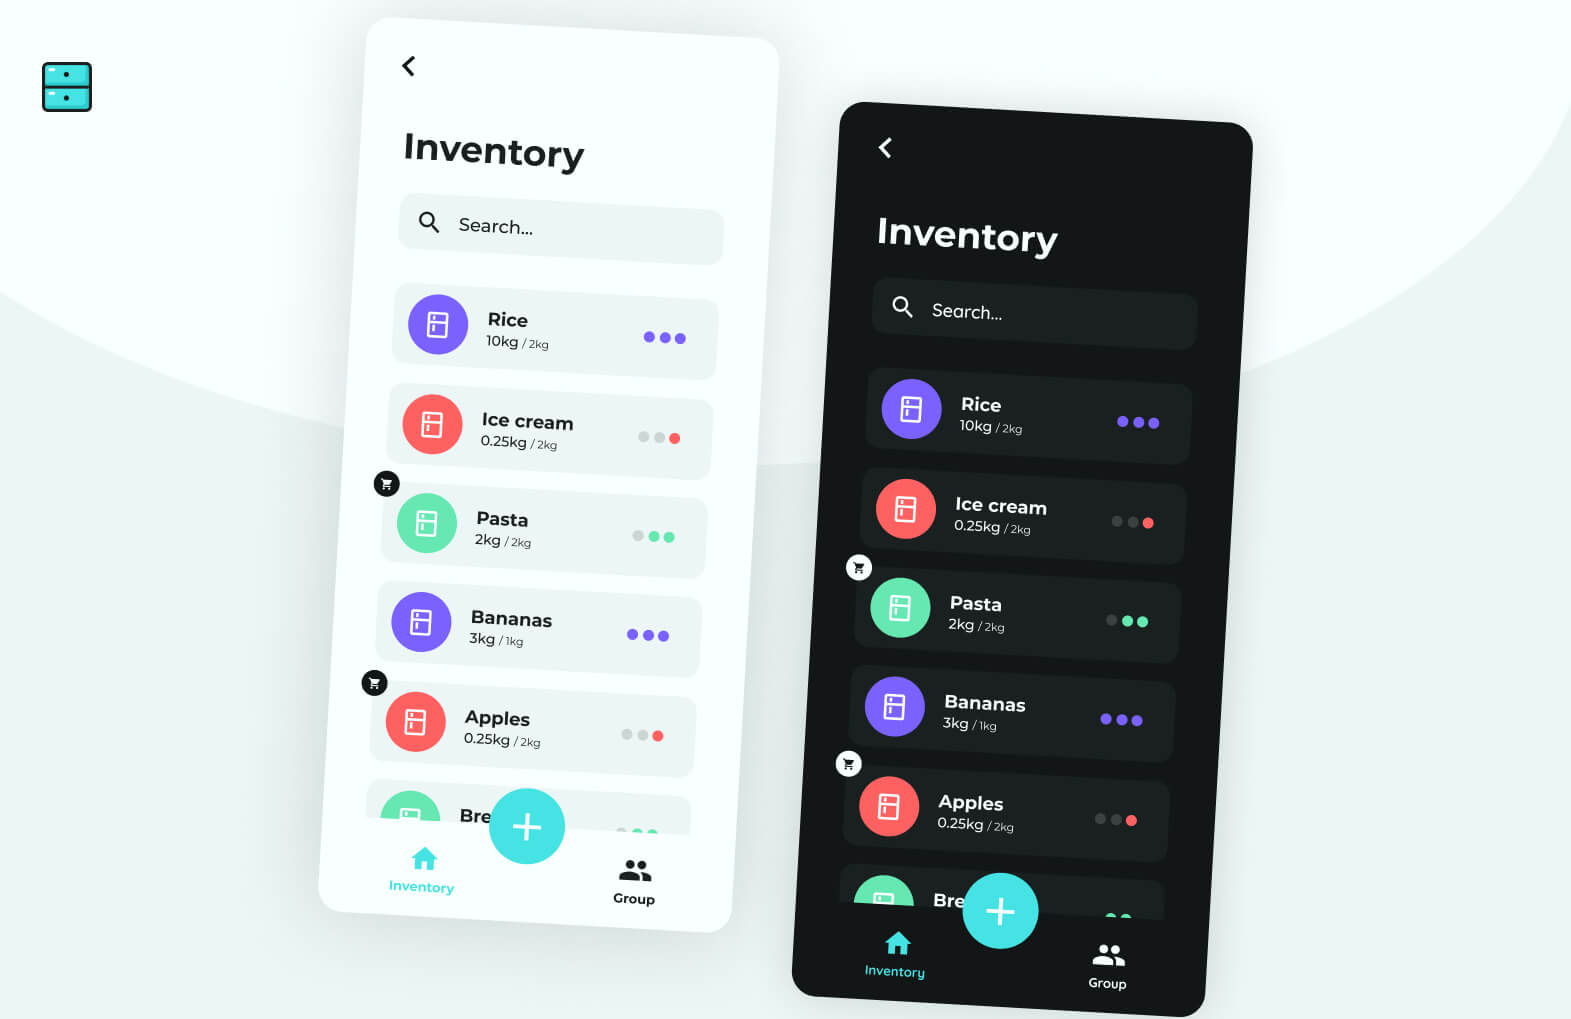 Inventory
Search...
Rice
10kg / 2kg
Ice cream
0.25kg / 2kg
Pasta
2kg / 2kg
Bananas
3kg / 1kg
Apples
0.25kg / 2kg
Bre
Inventory
Group
Inventory
Search...
Rice
10kg / 2kg
Ice cream
0.25kg / 2kg
Pasta
2kg / 2kg
Bananas
3kg / 1kg
Apples
0.25kg / 2kg
Bre
Inventory
Group